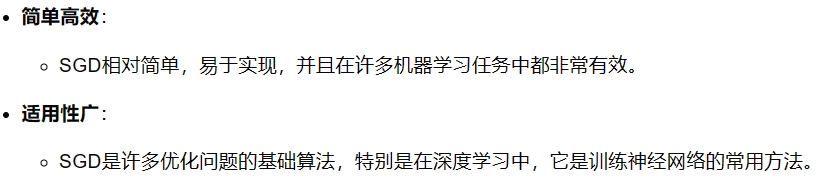 简单高效：
SGD相对简单，易于实现，并且在许多机器学习任务中都非常有效。
适用性广：
SGD是许多优化问题的基础算法，特别是在深度学习中，它是训练神经网络的常用方法。